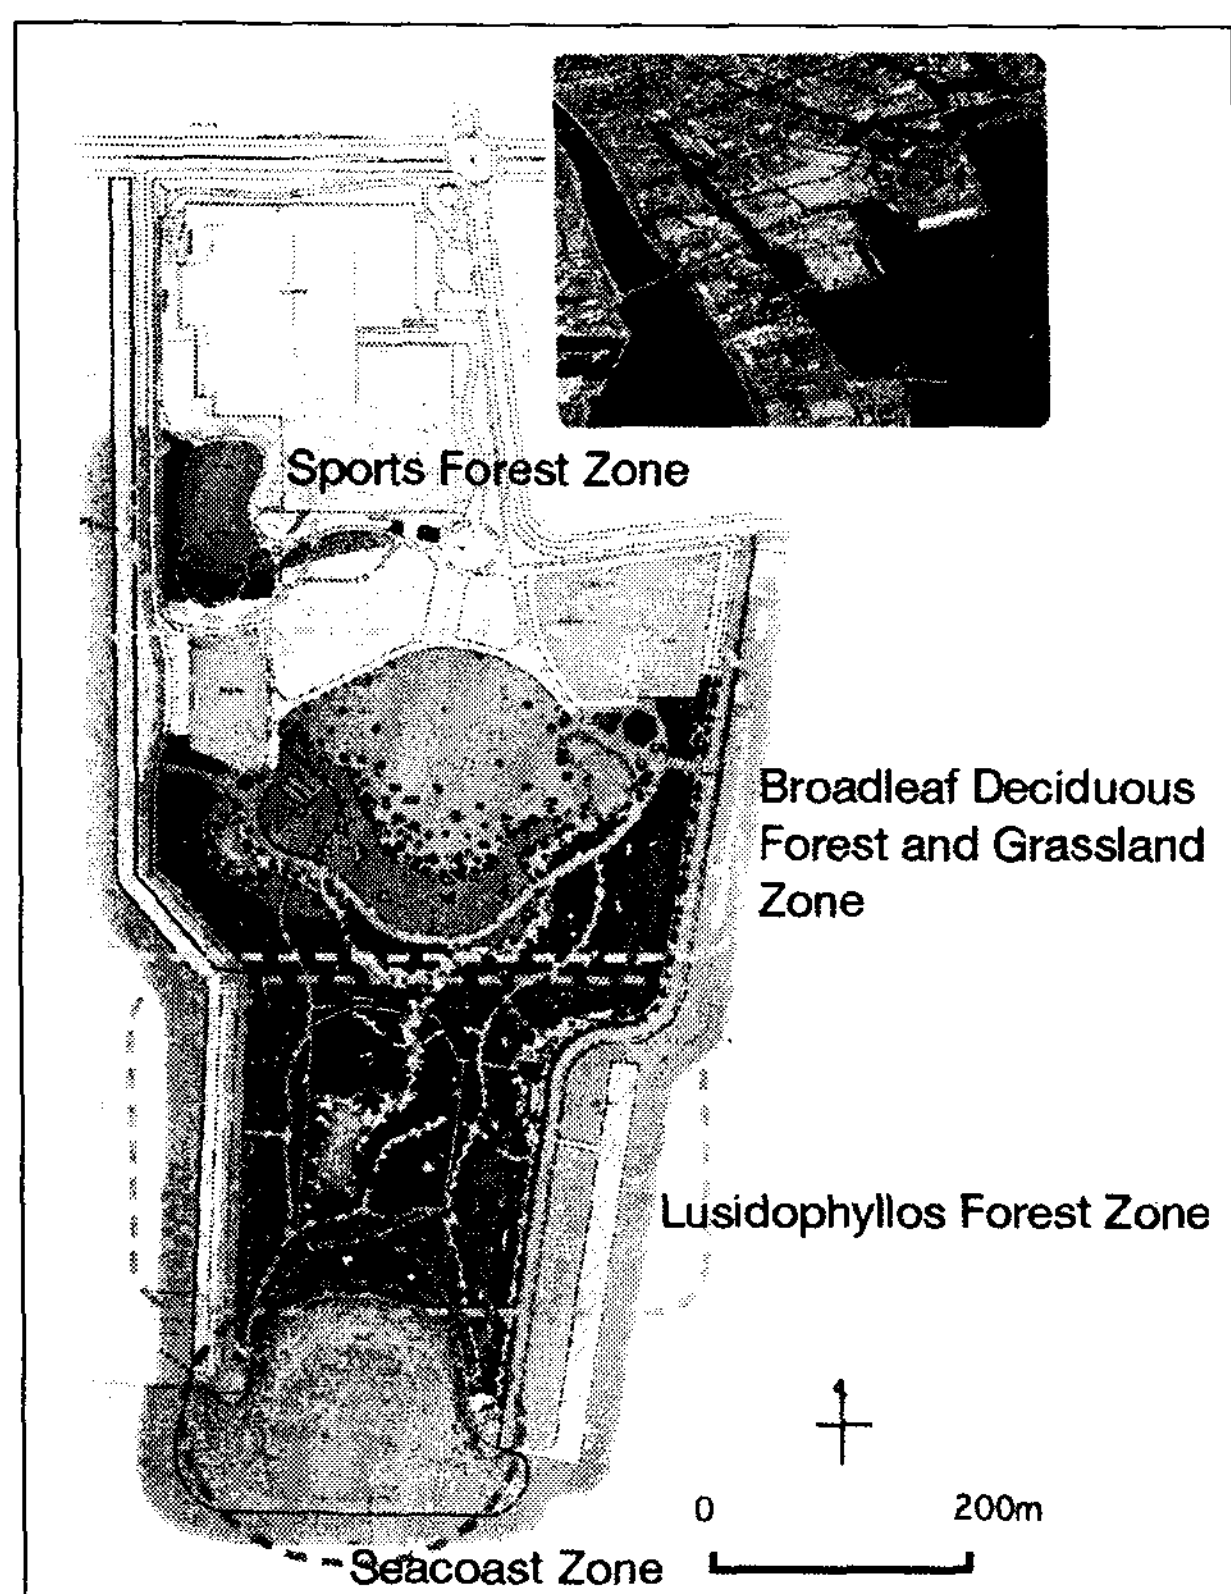 Sports Forest Zone
Broadleaf Deciduous
Forest and Grassland
Zone
Lusidophyllos Forest Zone
0 200m
Seacoast Zone